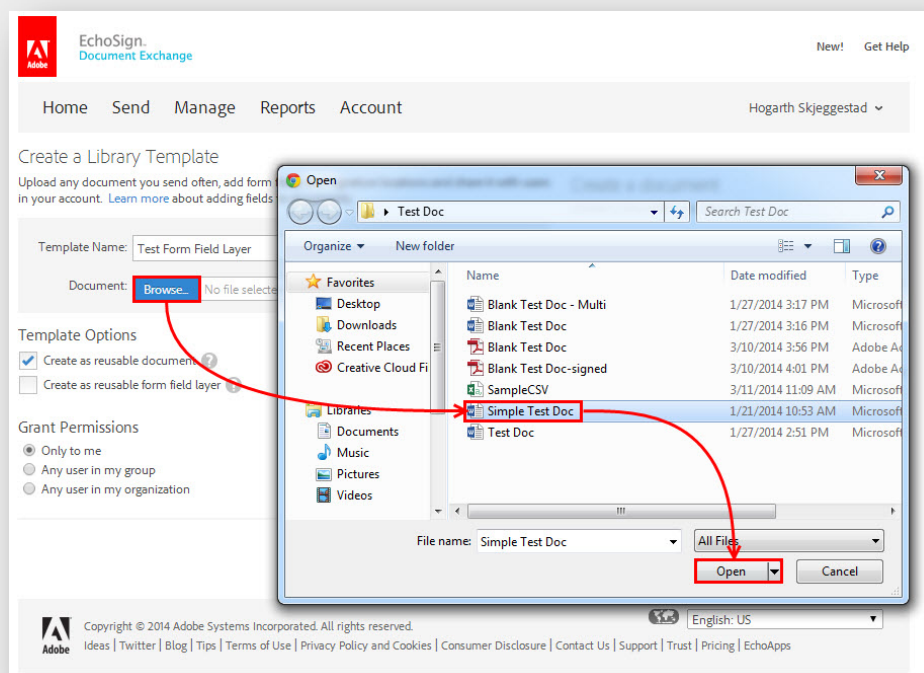 Adobe
EchoSign.
Document Exchange
New! Get Help
Home Send Manage Reports Account
Hogarth Skjeggestad
Create a Library Template
Upload any document you send often, add form
in your account. Learn more about adding fields
Template Name: Test Form Field Layer
Document: Browse... No file selecte
Template Options
Create as reusable document
Create as reusable form field layer
Grant Permissions
Only to me
Any user in my group
Any user in my organization
Open
Create a document
Test Doc
Search Test Doc
Organize New folder
Favorites
Desktop
Downloads
Recent Places
Creative Cloud Fi
Libraries
Documents
Music
Pictures
Videos
Name Date modified Type
Blank Test Doc - Multi 1/27/2014 3:17 PM Microsoft
Blank Test Doc 1/27/2014 3:16 PM Microsoft
Blank Test Doc 3/10/2014 3:56 PM Adobe Ac
Blank Test Doc-signed 3/10/2014 4:01 PM Adobe Ac
SampleCSV 3/11/2014 11:09 AM Microsoft
Simple Test Doc 1/21/2014 10:53 AM Microsoft
Test Doc 1/27/2014 2:51 PM Microsoft
File name: Simple Test Doc All Files
Open Cancel
Adobe
Copyright © 2014 Adobe Systems Incorporated. All rights reserved.
English: US
Ideas | Twitter | Blog | Tips | Terms of Use | Privacy Policy and Cookies | Consumer Disclosure | Contact Us | Support | Trust | Pricing | EchoApps